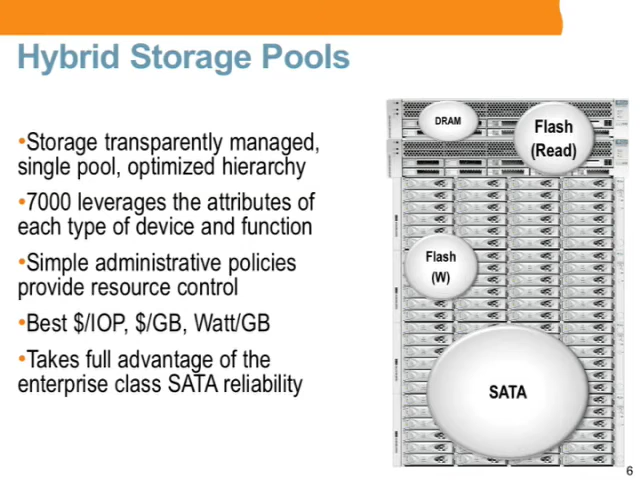 Hybrid Storage Pools
•Storage transparently managed,
single pool, optimized hierarchy
•7000 leverages the attributes of
each type of device and function
•Simple administrative policies
provide resource control
•Best $/IOP, $/GB, Watt/GB
•Takes full advantage of the
enterprise class SATA reliability
DRAM
Flash
(Read)
Flash
(W)
SATA
6